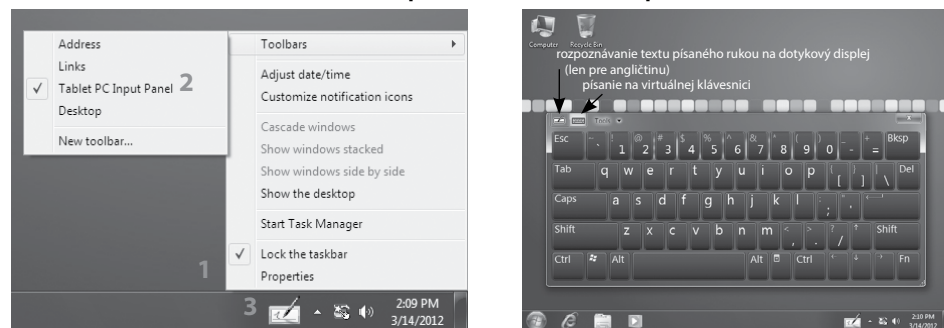 Address
Links
Tablet PC Input Panel 2
Desktop
New toolbar...
Toolbars
Adjust date/time
Customize notification icons
Cascade windows
Show windows stacked
Show windows side by side
Show the desktop
Start Task Manager
Lock the taskbar
Properties
1
3
2:09 PM
3/14/2012
Computer Recycle Bin
rozpoznávanie textu písaného rukou na dotykový displej
(len pre angličtinu)
písanie na virtuálnej klávesnici
Tools
Esc ~ ` ! 1 @ 2 # 3 $ 4 % 5 ^ 6 & 7 * 8 ( 9 ) 0 _ - + = Bksp
Tab q w e r t y u i o p { [ } ] | \ Del
Caps a s d f g h j k l : ; " '
Shift z x c v b n m < , > . ? / Shift
Ctrl Alt Alt Ctrl Fn
2:10 PM
3/14/2012